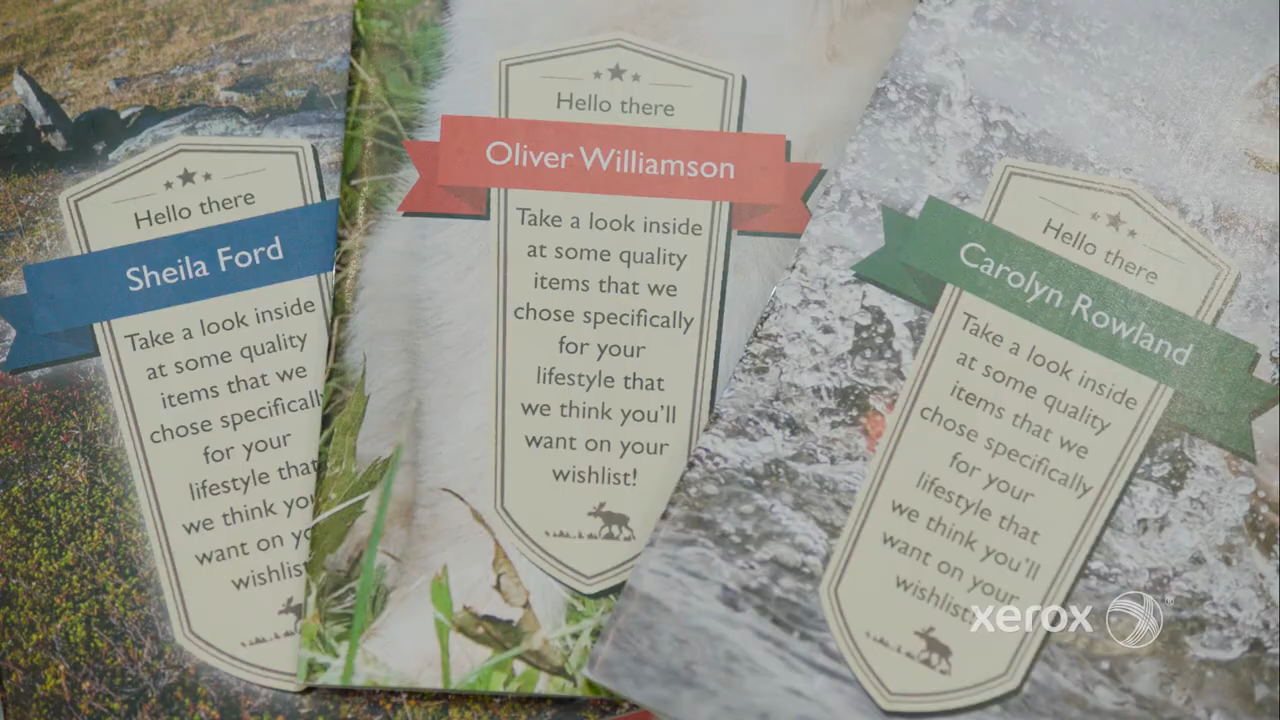 Hello there
Sheila Ford
Take a look inside
at some quality
items that we
chose specifically
for your
lifestyle that
we think yo
want on yo
wishlist
Hello there
Oliver Williamson
Take a look inside
at some quality
items that we
chose specifically
for your
lifestyle that
we think you'll
want on your
wishlist!
Hello there
Carolyn Rowland
Take a look inside
at some quality
items that we
chose specifically
for your
lifestyle that
we think you'll
want on your
wishlist!
xerox ®